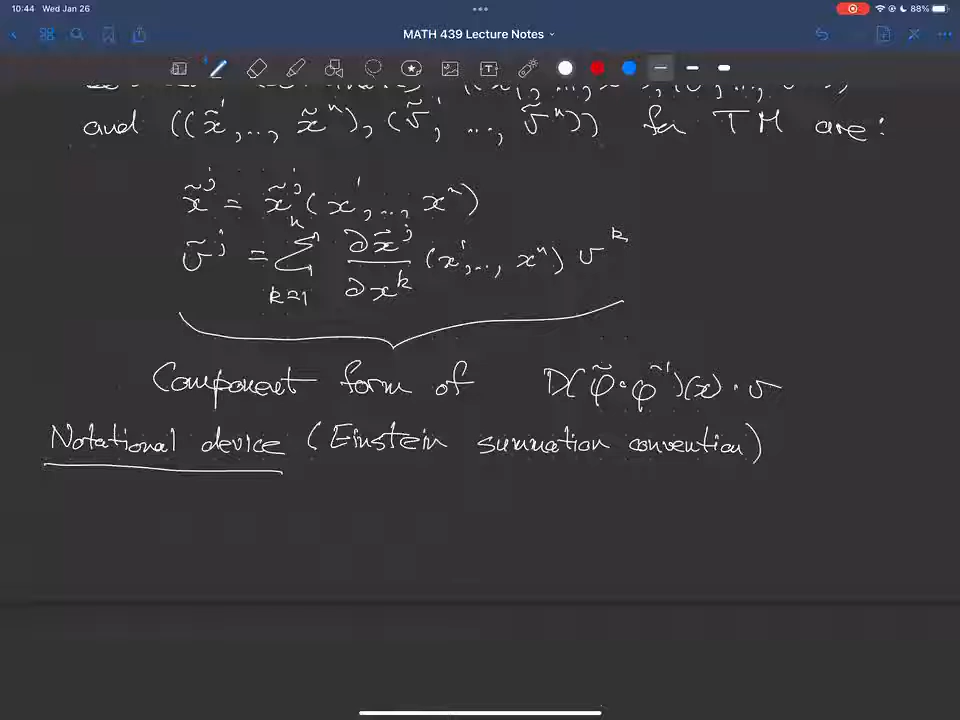 10:44 Wed Jan 26
88%
MATH 439 Lecture Notes
and ((x̃¹,..., x̃ⁿ), (ṽ¹, ..., ṽⁿ)) for TM are:
x̃ʲ = x̃ʲ(x¹,..., xⁿ)
ṽʲ = Σₖ₌₁ⁿ ∂x̃ʲ/∂xᵏ (x¹,..., xⁿ) vᵏ
Component form of D(φ̃∘φ⁻¹)(x)·v
Notational device (Einstein summation convention)